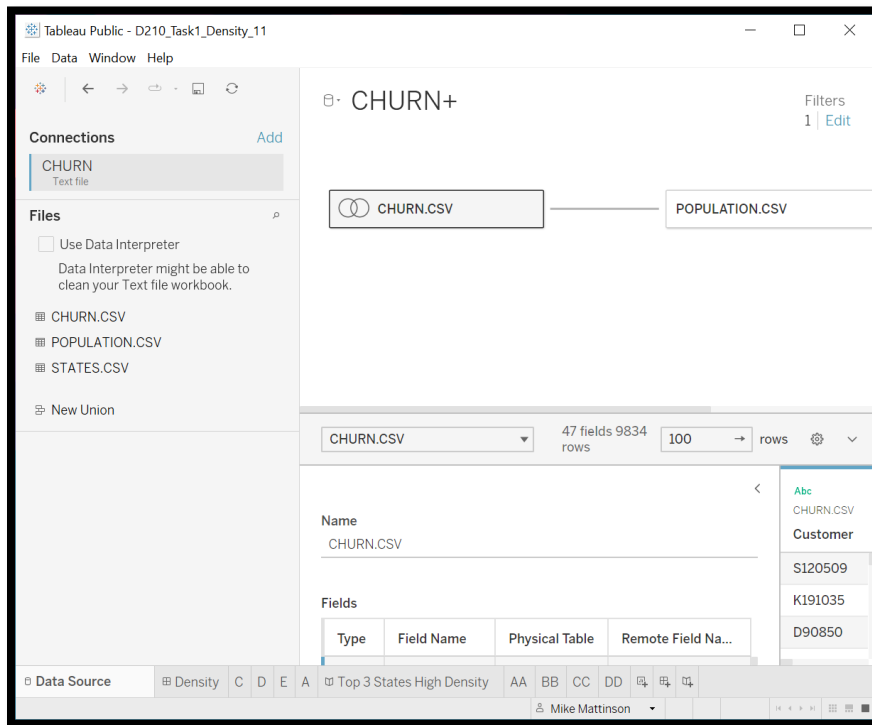 Tableau Public - D210_Task1_Density_11
File Data Window Help
Connections Add
CHURN
Text file
Files
Use Data Interpreter
Data Interpreter might be able to
clean your Text file workbook.
CHURN.CSV
POPULATION.CSV
STATES.CSV
New Union
CHURN+
Filters
1 Edit
CHURN.CSV POPULATION.CSV
CHURN.CSV 47 fields 9834
rows 100 → rows
Name
CHURN.CSV
Fields
Type Field Name Physical Table Remote Field Na...
Abc
CHURN.CSV
Customer
S120509
K191035
D90850
Data Source Density C D E A Top 3 States High Density AA BB CC DD
Mike Mattinson